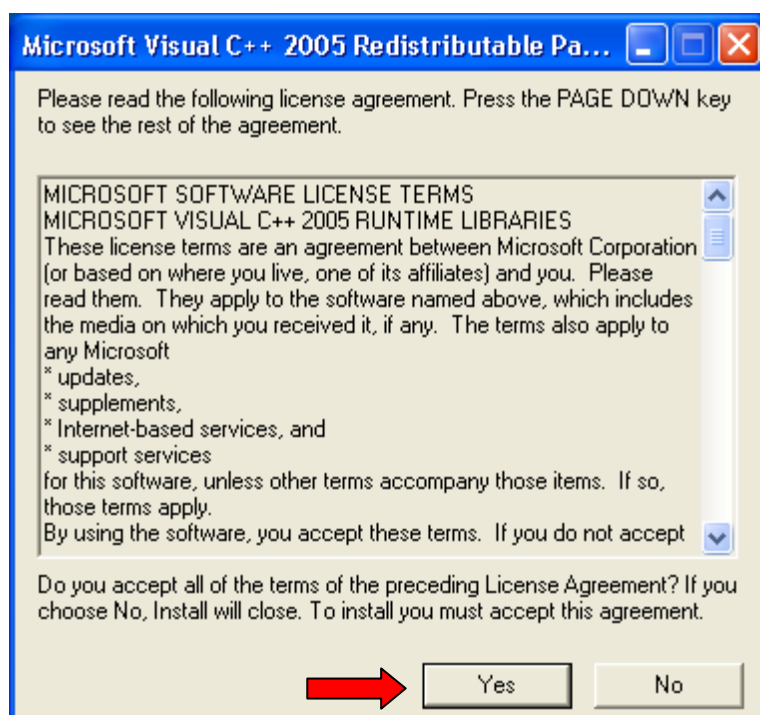 Microsoft Visual C++ 2005 Redistributable Pa...
Please read the following license agreement. Press the PAGE DOWN key
to see the rest of the agreement.
MICROSOFT SOFTWARE LICENSE TERMS
MICROSOFT VISUAL C++ 2005 RUNTIME LIBRARIES
These license terms are an agreement between Microsoft Corporation
(or based on where you live, one of its affiliates) and you.  Please
read them.  They apply to the software named above, which includes
the media on which you received it, if any.  The terms also apply to
any Microsoft
* updates,
* supplements,
* Internet-based services, and
* support services
for this software, unless other terms accompany those items.  If so,
those terms apply.
By using the software, you accept these terms.  If you do not accept
Do you accept all of the terms of the preceding License Agreement? If you
choose No, Install will close. To install you must accept this agreement.
Yes
No